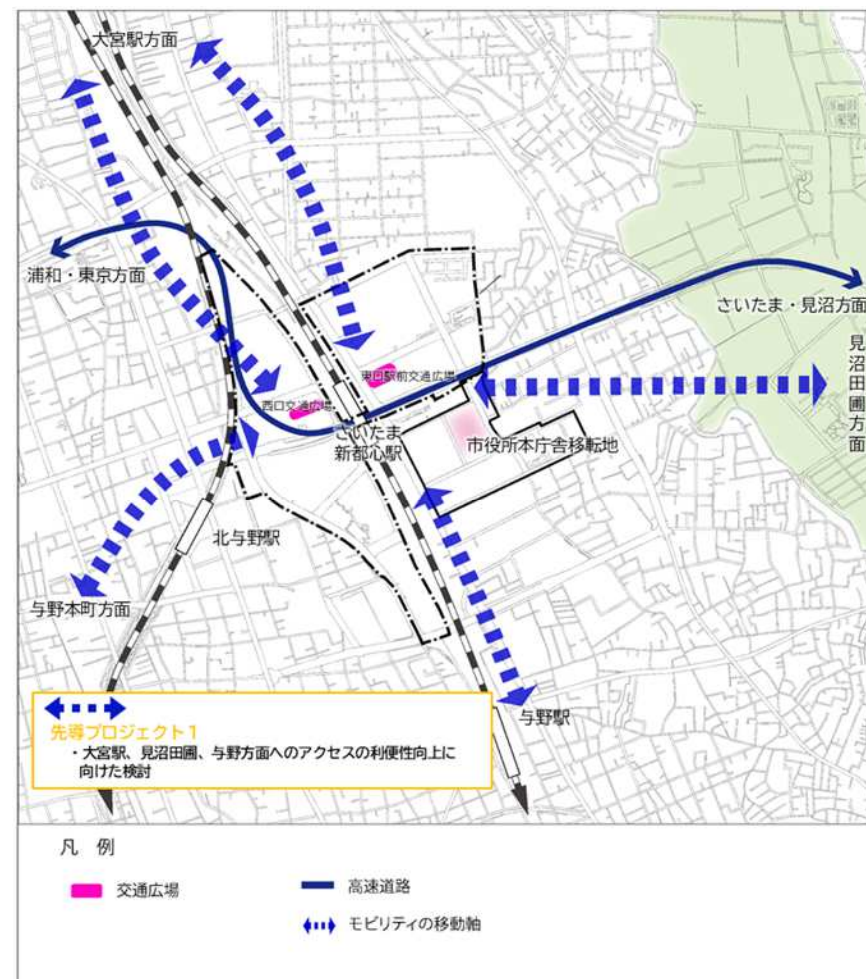 大宮駅方面
浦和・東京方面
さいたま・見沼方面
見沼田圃方面
東口駅前交通広場
西口交通広場
さいたま
新都心駅
市役所本庁舎移転地
北与野駅
与野本町方面
与野駅
先導プロジェクト1
・大宮駅、見沼田圃、与野方面へのアクセスの利便性向上に
向けた検討
凡 例
交通広場
高速道路
モビリティの移動軸